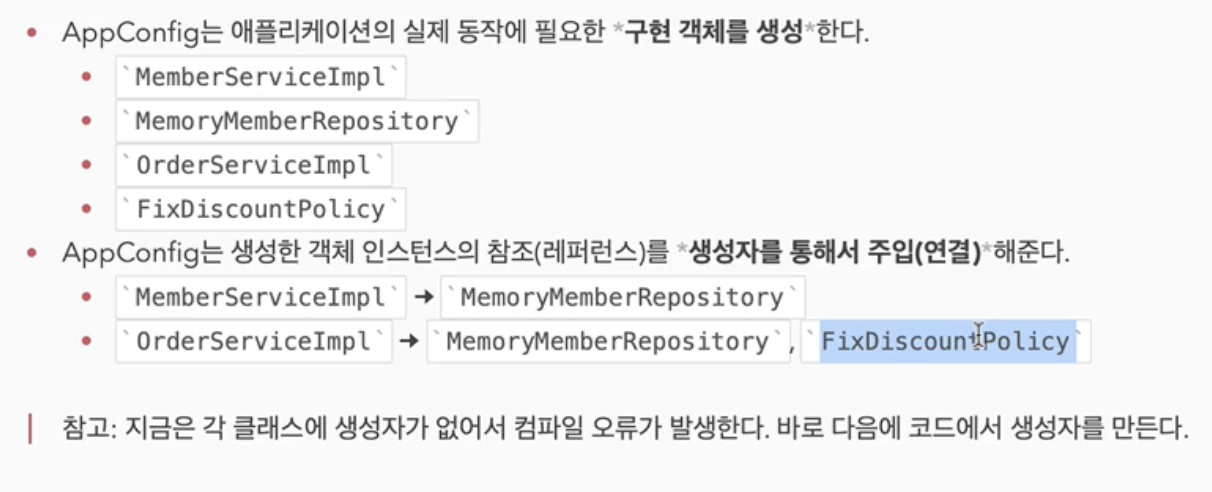 • AppConfig는 애플리케이션의 실제 동작에 필요한 *구현 객체를 생성*한다.
• `MemberServiceImpl`
• `MemoryMemberRepository`
• `OrderServiceImpl`
• `FixDiscountPolicy`
• AppConfig는 생성한 객체 인스턴스의 참조(레퍼런스)를 *생성자를 통해서 주입(연결)*해준다.
• `MemberServiceImpl` → `MemoryMemberRepository`
• `OrderServiceImpl` → `MemoryMemberRepository`, `FixDiscountPolicy`
참고: 지금은 각 클래스에 생성자가 없어서 컴파일 오류가 발생한다. 바로 다음에 코드에서 생성자를 만든다.